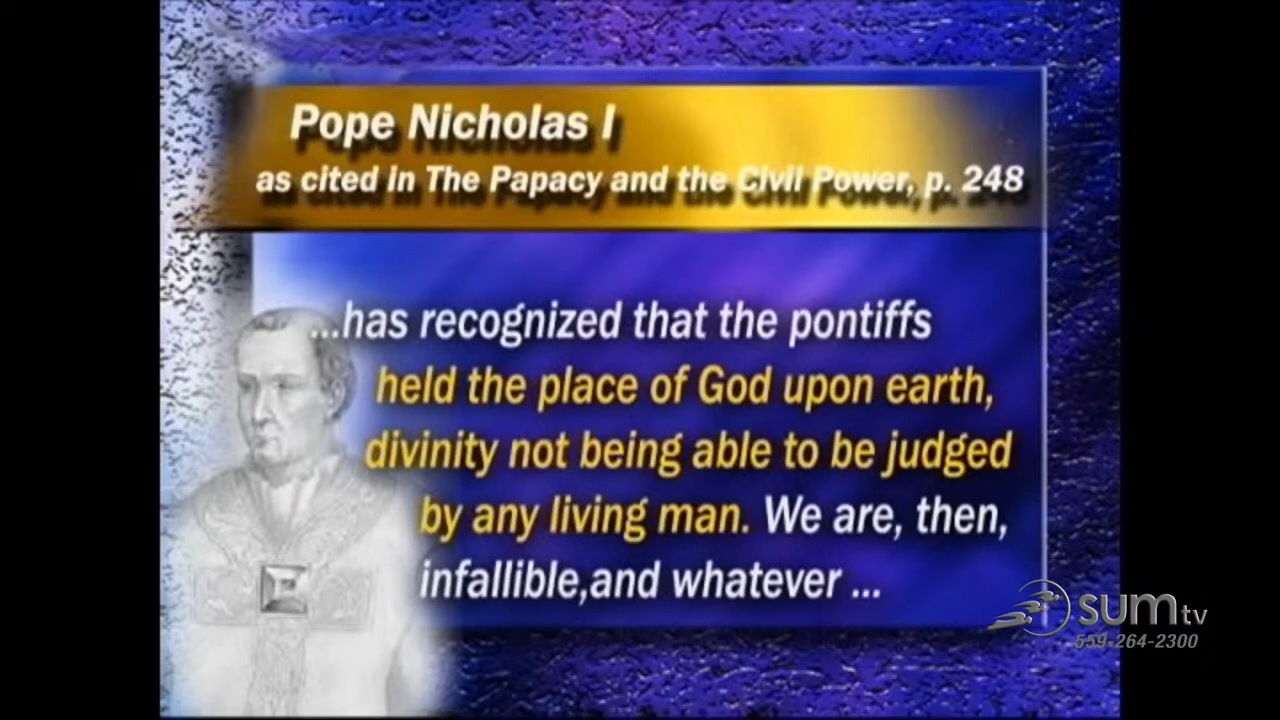 Pope Nicholas I
as cited in The Papacy and the Civil Power, p. 248
...has recognized that the pontiffs
held the place of God upon earth,
divinity not being able to be judged
by any living man. We are, then,
infallible,and whatever ...
sumtv
559-264-2300